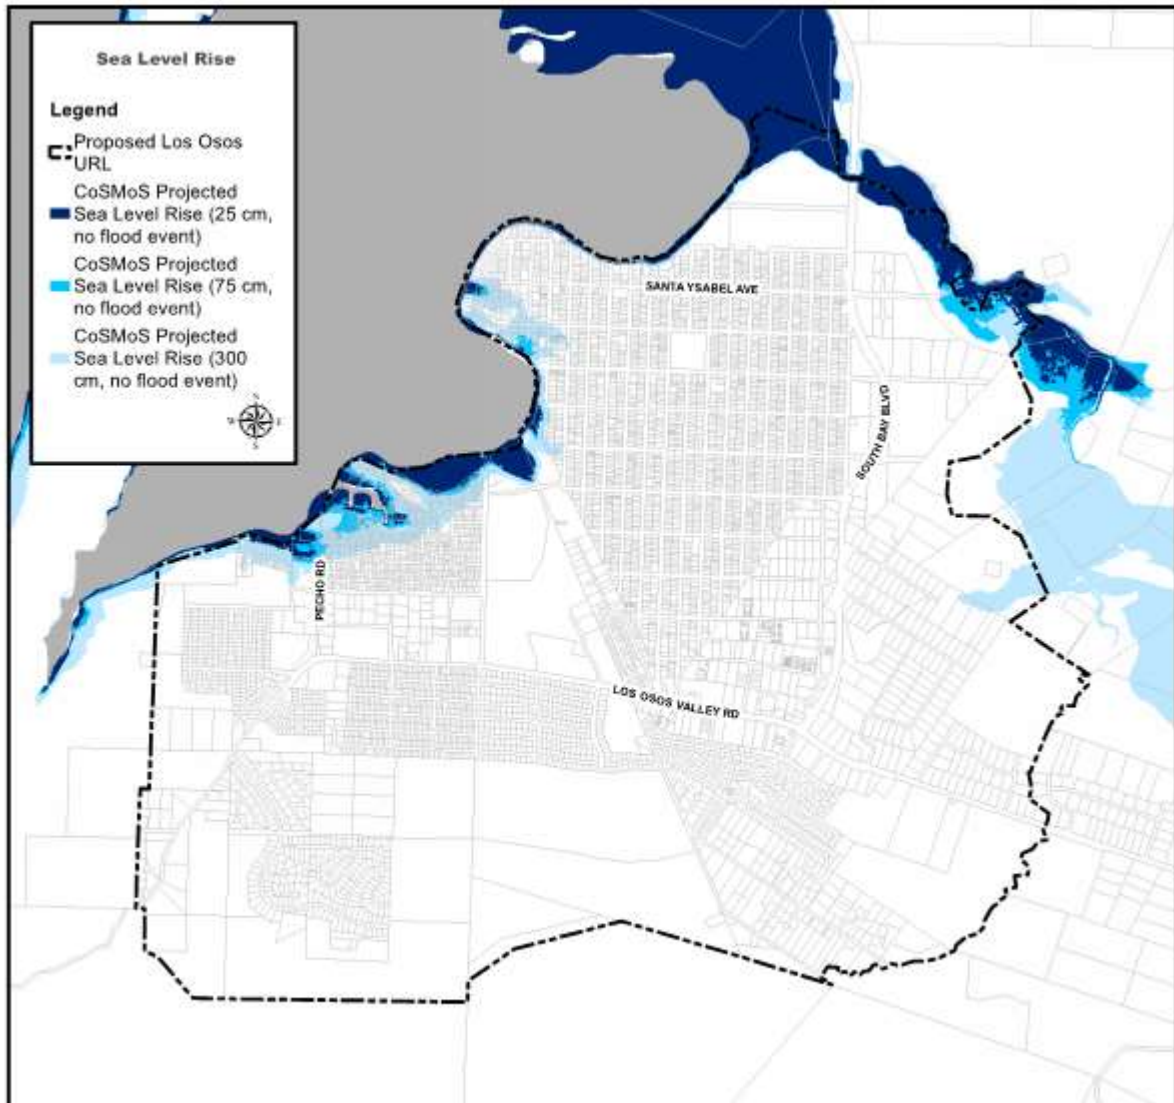 Sea Level Rise
Legend
Proposed Los Osos
URL
CoSMoS Projected
Sea Level Rise (25 cm,
no flood event)
CoSMoS Projected
Sea Level Rise (75 cm,
no flood event)
CoSMoS Projected
Sea Level Rise (300
cm, no flood event)
W
E
S
SANTA YSABEL AVE
SOUTH BAY BLVD
PECHO RD
LOS OSOS VALLEY RD